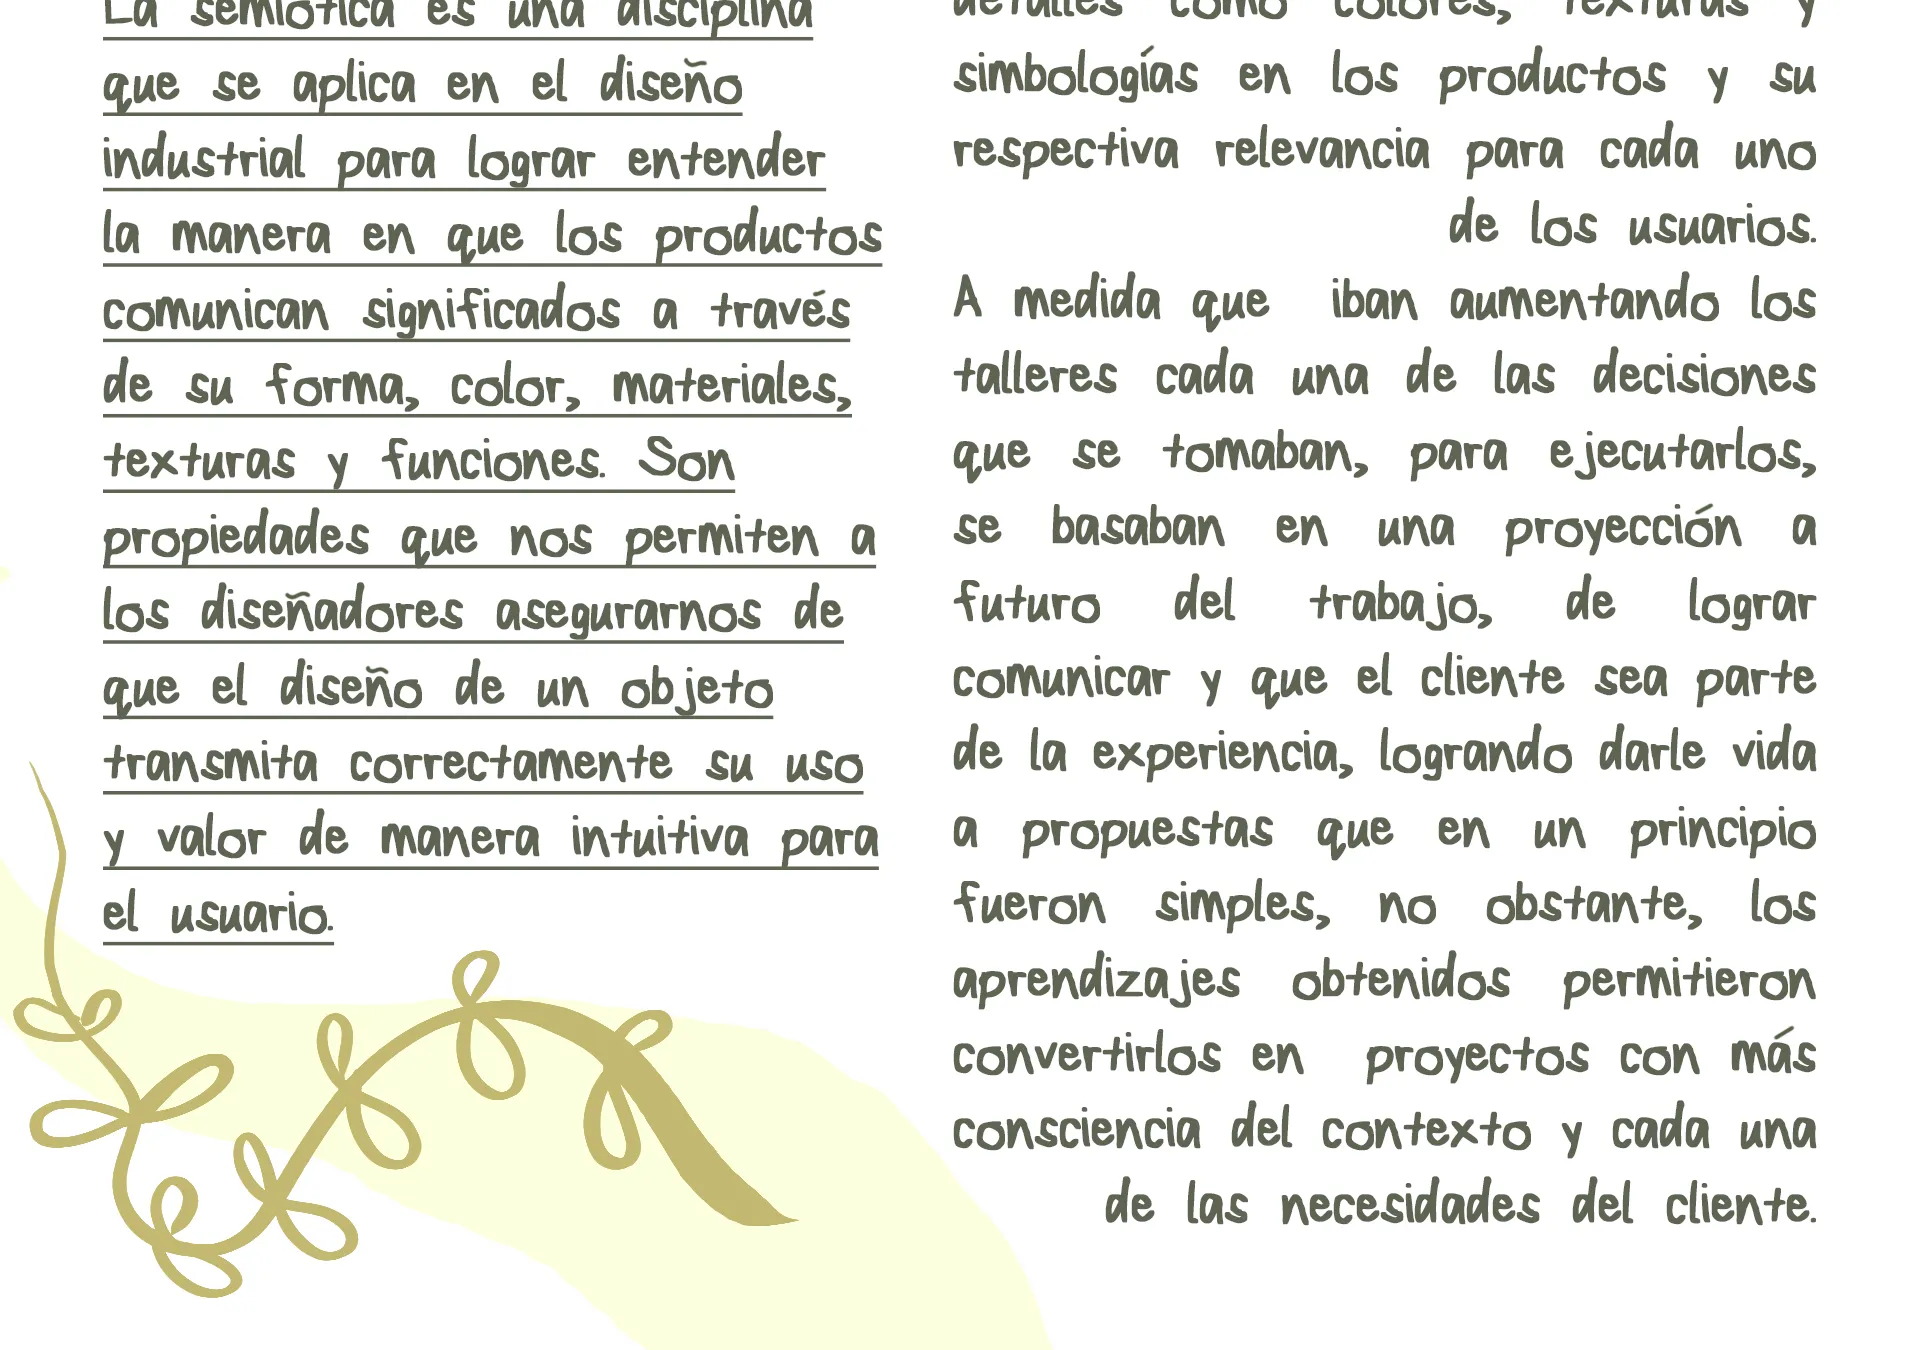 La semiótica es una disciplina
que se aplica en el diseño
industrial para lograr entender
la manera en que los productos
comunican significados a través
de su forma, color, materiales,
texturas y funciones. Son
propiedades que nos permiten a
los diseñadores asegurarnos de
que el diseño de un objeto
transmita correctamente su uso
y valor de manera intuitiva para
el usuario.
detalles como colores, texturas y
simbologías en los productos y su
respectiva relevancia para cada uno
de los usuarios.
A medida que iban aumentando los
talleres cada una de las decisiones
que se tomaban, para ejecutarlos,
se basaban en una proyección a
futuro del trabajo, de lograr
comunicar y que el cliente sea parte
de la experiencia, logrando darle vida
a propuestas que en un principio
fueron simples, no obstante, los
aprendizajes obtenidos permitieron
convertirlos en proyectos con más
consciencia del contexto y cada una
de las necesidades del cliente.